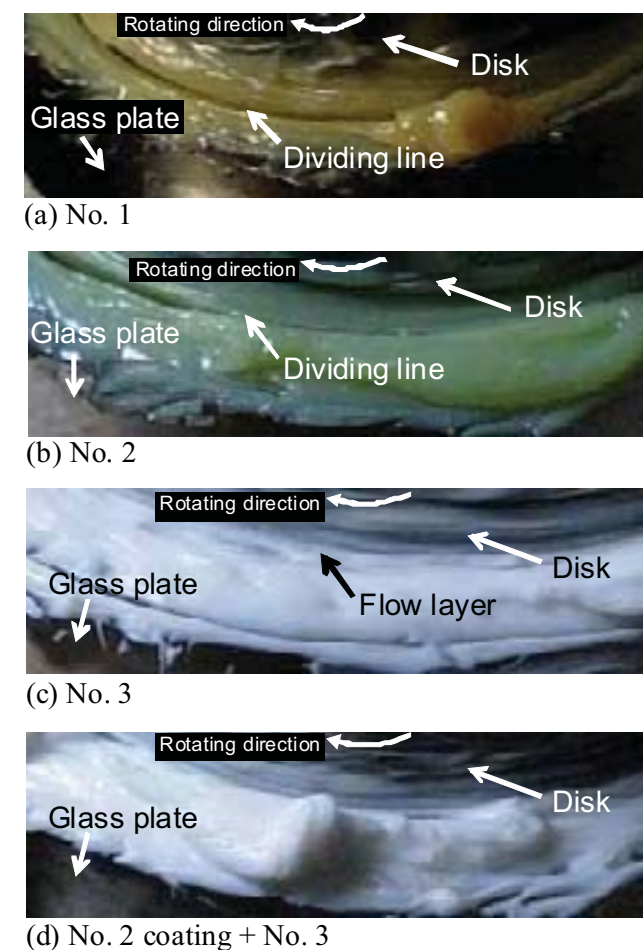 Rotating direction
Disk
Glass plate
Dividing line
(a) No. 1
Rotating direction
Disk
Glass plate
Dividing line
(b) No. 2
Rotating direction
Disk
Glass plate
Flow layer
(c) No. 3
Rotating direction
Disk
Glass plate
(d) No. 2 coating + No. 3